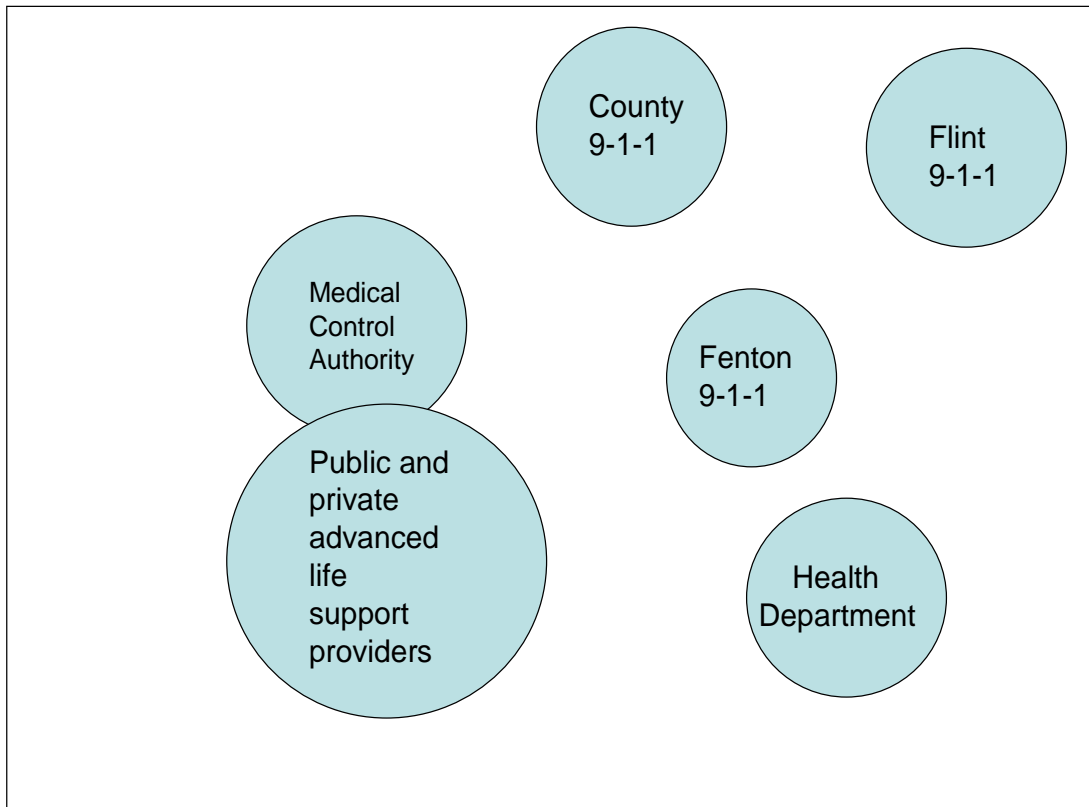 County
9-1-1
Flint
9-1-1
Medical
Control
Authority
Fenton
9-1-1
Public and
private
advanced
life
support
providers
Health
Department